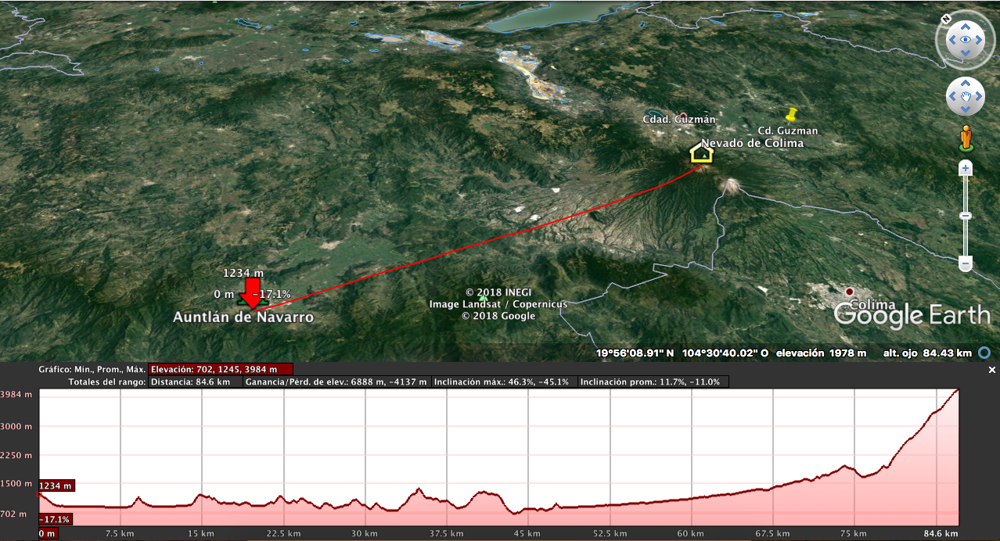 N
Cdad. Guzmán
Cd. Guzman
Nevado de Colima
1234 m
0 m -17.1%
Auntlán de Navarro
© 2018 INEGI
Image Landsat / Copernicus
© 2018 Google
Colima
Google Earth
19°56'08.91" N 104°30'40.02" O elevación 1978 m alt. ojo 84.43 km
Gráfico: Mín., Prom., Máx. Elevación: 702, 1245, 3984 m
Totales del rango: Distancia: 84.6 km Ganancia/Pérd. de elev.: 6888 m, -4137 m Inclinación máx.: 46.3%, -45.1% Inclinación prom.: 11.7%, -11.0%
3984 m
3000 m
2250 m
1500 m
1234 m
702 m
-17.1%
0 m 7.5 km 15 km 22.5 km 30 km 37.5 km 45 km 52.5 km 60 km 67.5 km 75 km 84.6 km